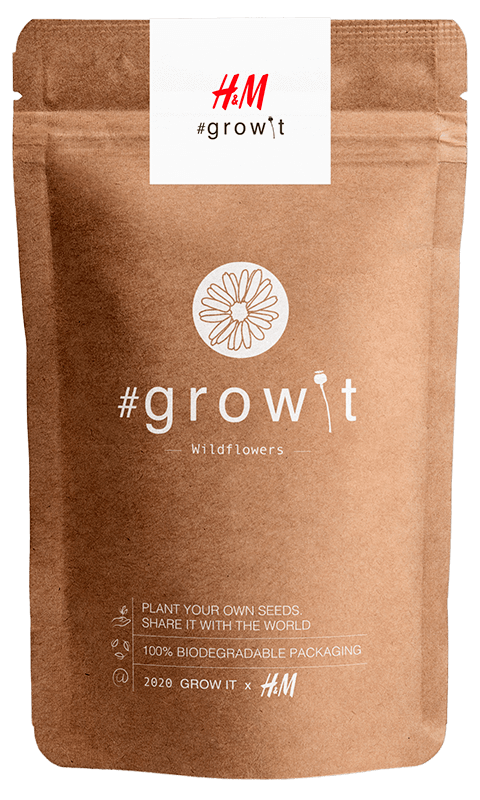 H&M
#growit
#growit
Wildflowers
PLANT YOUR OWN SEEDS.
SHARE IT WITH THE WORLD
100% BIODEGRADABLE PACKAGING
@ 2020 GROW IT x H&M